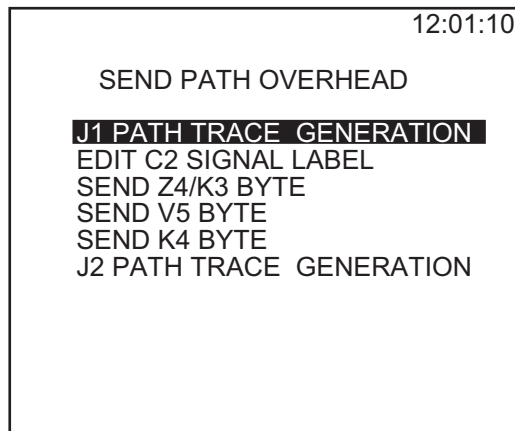 12:01:10
SEND PATH OVERHEAD
J1 PATH TRACE GENERATION
EDIT C2 SIGNAL LABEL
SEND Z4/K3 BYTE
SEND V5 BYTE
SEND K4 BYTE
J2 PATH TRACE GENERATION